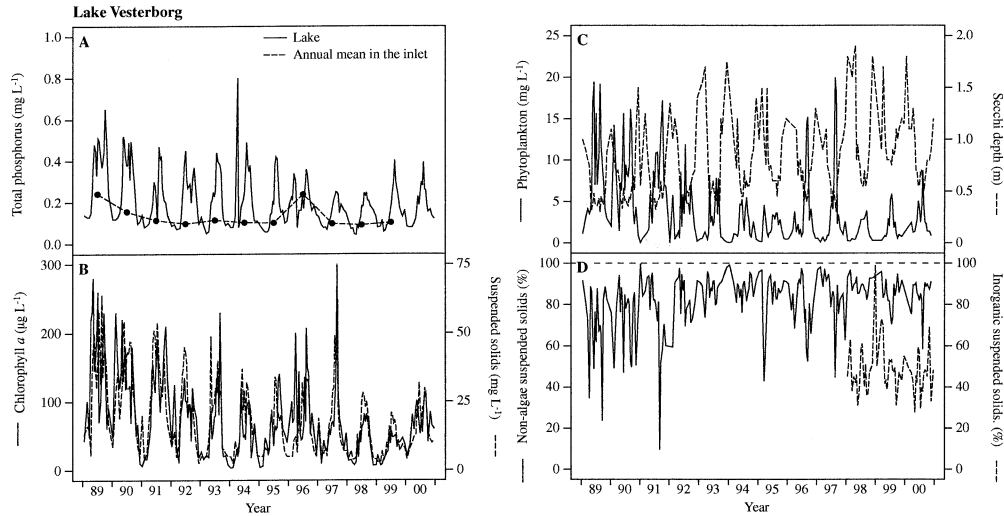 Lake Vesterborg
A
Lake
Annual mean in the inlet
Total phosphorus (mg L⁻¹)
1.0
0.8
0.6
0.4
0.2
0.0
B
Chlorophyll a (µg L⁻¹)
300
200
100
0
75
50
25
0
Suspended solids (mg L⁻¹)
89 90 91 92 93 94 95 96 97 98 99 00
Year
C
Phytoplankton (mg L⁻¹)
25
20
15
10
5
0
2.0
1.5
1.0
0.5
0
Secchi depth (m)
D
Non-algae suspended solids (%)
100
80
60
40
20
0
100
80
60
40
20
0
Inorganic suspended solids, (%)
89 90 91 92 93 94 95 96 97 98 99 00
Year